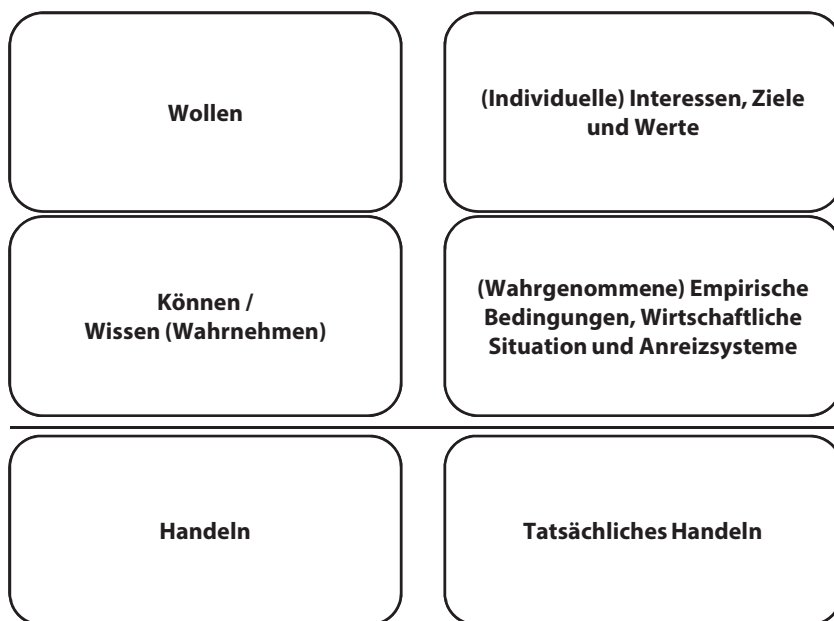 Wollen
(Individuelle) Interessen, Ziele
und Werte
Können /
Wissen (Wahrnehmen)
(Wahrgenommene) Empirische
Bedingungen, Wirtschaftliche
Situation und Anreizsysteme
Handeln
Tatsächliches Handeln